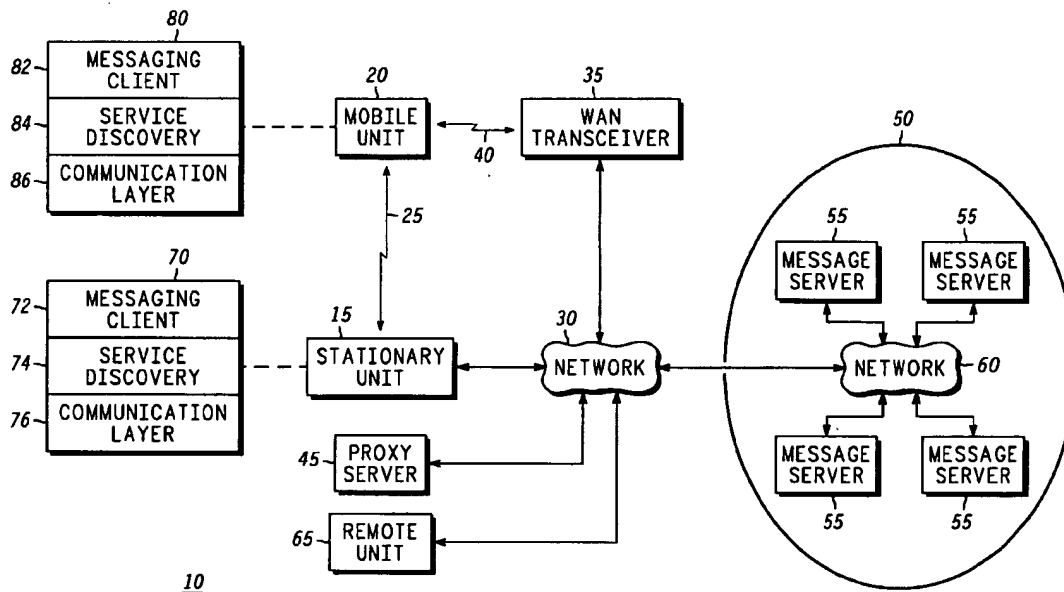 80
82
MESSAGING
CLIENT
84
SERVICE
DISCOVERY
86
COMMUNICATION
LAYER
20
MOBILE
UNIT
40
35
WAN
TRANSCEIVER
25
70
72
MESSAGING
CLIENT
74
SERVICE
DISCOVERY
76
COMMUNICATION
LAYER
15
STATIONARY
UNIT
30
NETWORK
45
PROXY
SERVER
65
REMOTE
UNIT
50
55
MESSAGE
SERVER
55
MESSAGE
SERVER
NETWORK
60
MESSAGE
SERVER
55
MESSAGE
SERVER
55
10